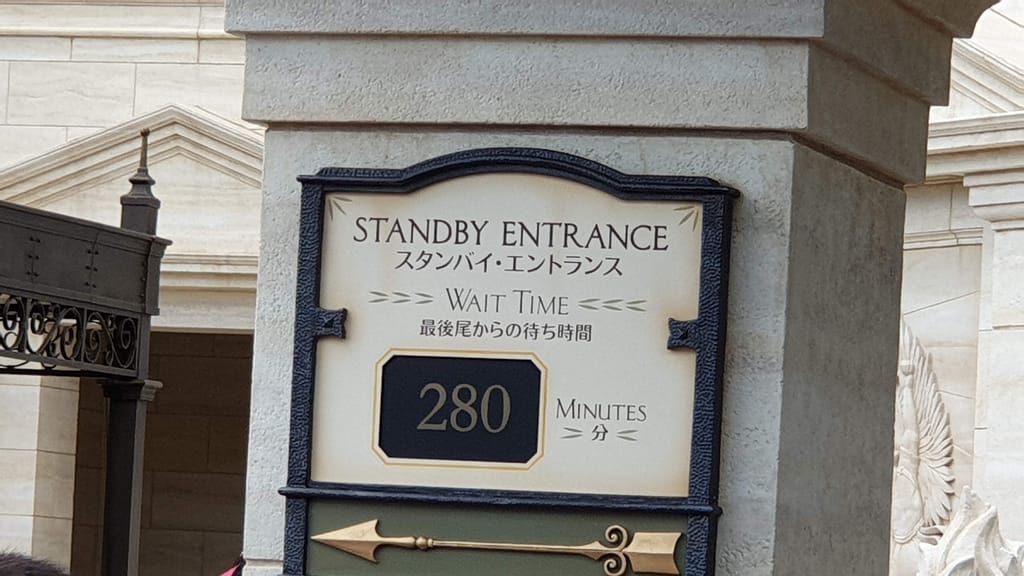 STANDBY ENTRANCE
スタンバイ・エントランス
WAIT TIME
最後尾からの待ち時間
280
MINUTES
分